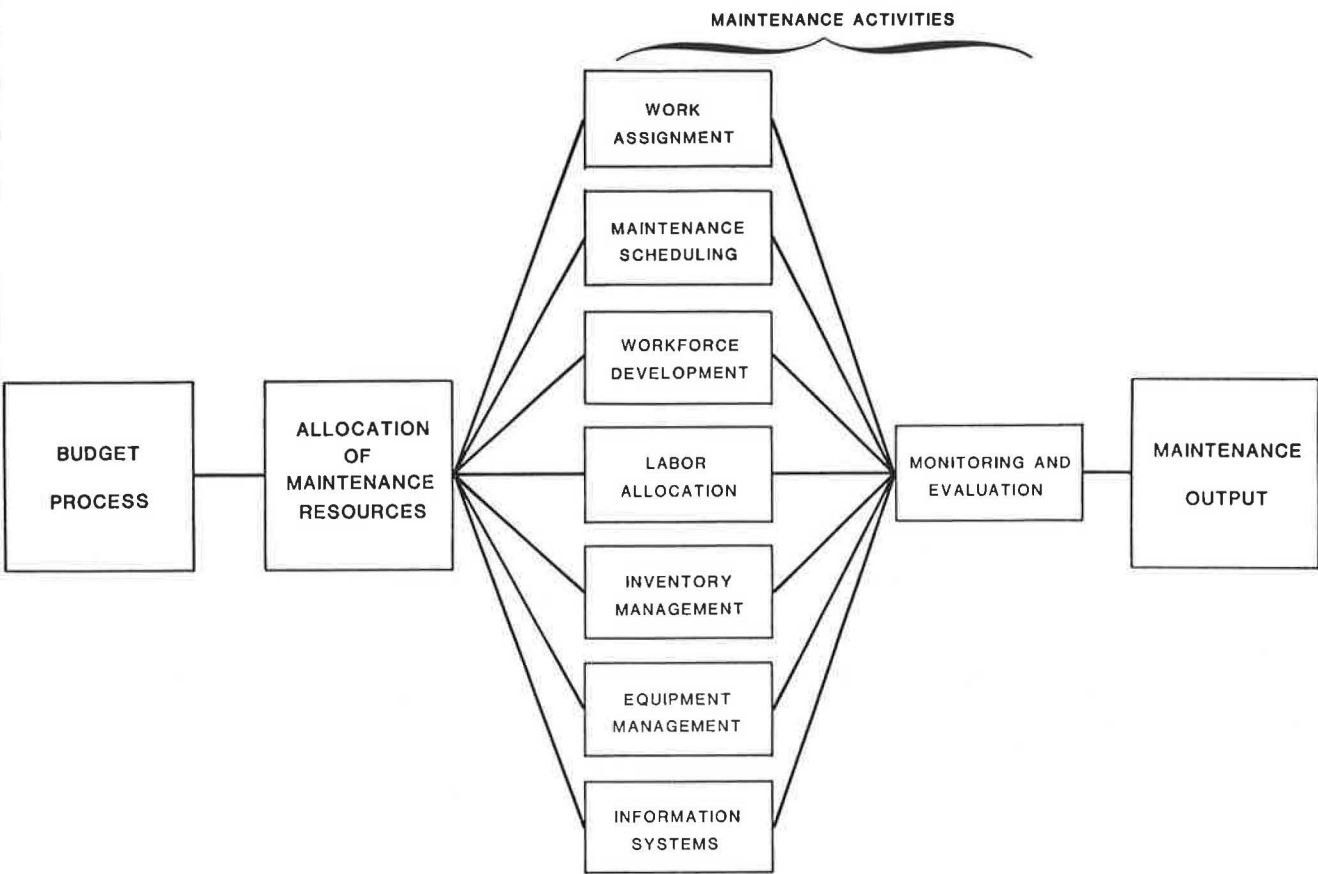 MAINTENANCE ACTIVITIES
WORK
ASSIGNMENT
MAINTENANCE
SCHEDULING
WORKFORCE
DEVELOPMENT
BUDGET
PROCESS
ALLOCATION
OF
MAINTENANCE
RESOURCES
LABOR
ALLOCATION
MONITORING AND
EVALUATION
MAINTENANCE
OUTPUT
INVENTORY
MANAGEMENT
EQUIPMENT
MANAGEMENT
INFORMATION
SYSTEMS